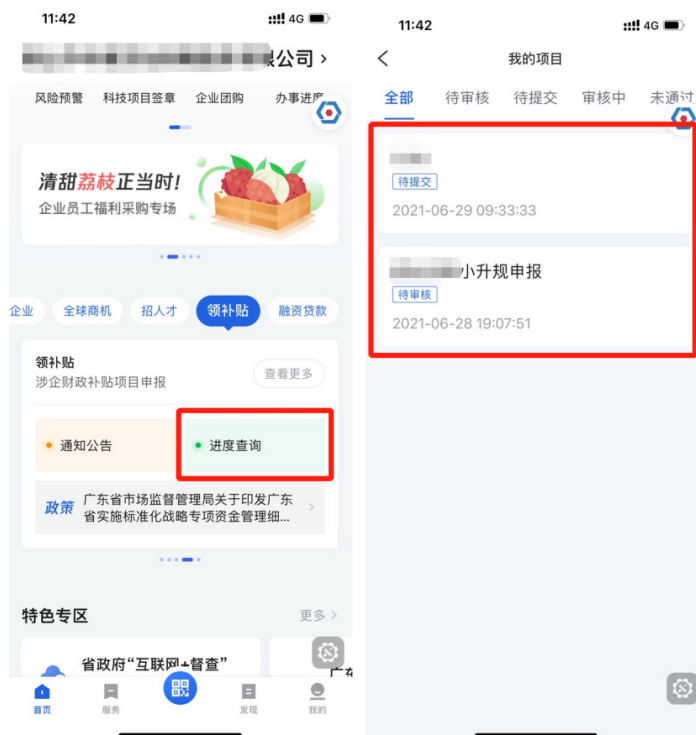 11:42
4G
公司 >
风险预警 科技项目签章 企业团购 办事进度
清甜荔枝正当时!
企业员工福利采购专场
企业 全球商机 招人才 领补贴 融资贷款
领补贴
涉企财政补贴项目申报
查看更多
通知公告
进度查询
政策
广东省市场监督管理局关于印发广东
省实施标准化战略专项资金管理细...
特色专区
更多 >
省政府“互联网+督查”
首页 服务 发现 我的
11:42
4G
我的项目
全部 待审核 待提交 审核中 未通过
待提交
2021-06-29 09:33:33
小升规申报
待审核
2021-06-28 19:07:51